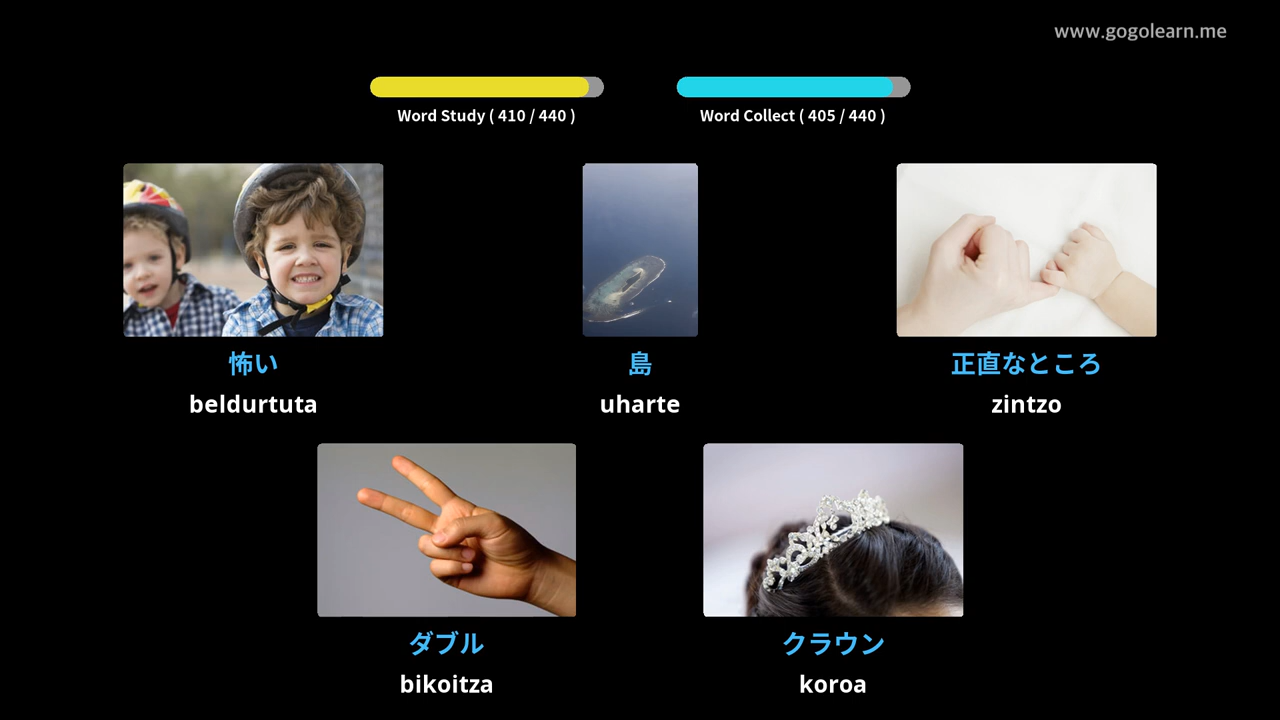 www.gogolearn.me
Word Study ( 410 / 440 )
Word Collect ( 405 / 440 )
怖い
beldurtuta
島
uharte
正直なところ
zintzo
ダブル
bikoitza
クラウン
koroa